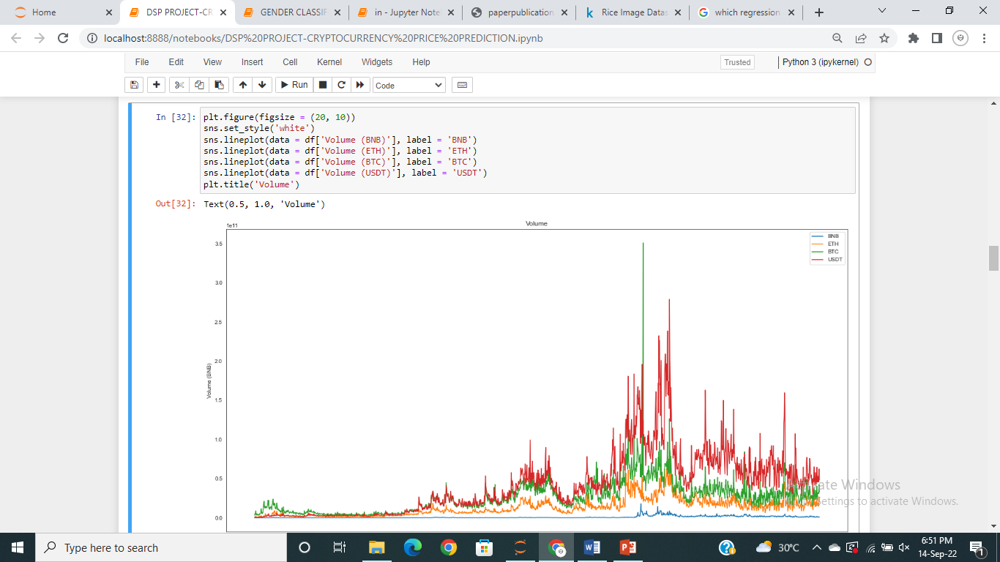 Home
DSP PROJECT-CR
GENDER CLASSIF
in - Jupyter Note
paperpublication
Rice Image Datas
which regression
localhost:8888/notebooks/DSP%20PROJECT-CRYPTOCURRENCY%20PRICE%20PREDICTION.ipynb
File Edit View Insert Cell Kernel Widgets Help
Trusted
Python 3 (ipykernel)
Run
Code
In [32]: plt.figure(figsize = (20, 10))
sns.set_style('white')
sns.lineplot(data = df['Volume (BNB)'], label = 'BNB')
sns.lineplot(data = df['Volume (ETH)'], label = 'ETH')
sns.lineplot(data = df['Volume (BTC)'], label = 'BTC')
sns.lineplot(data = df['Volume (USDT)'], label = 'USDT')
plt.title('Volume')
Out[32]: Text(0.5, 1.0, 'Volume')
1e11
Volume
BNB
ETH
BTC
USDT
3.5
3.0
2.5
2.0
1.5
1.0
0.5
0.0
Volume (BNB)
Windows
Settings to activate Windows.
Type here to search
30°C
6:51 PM
14-Sep-22
1